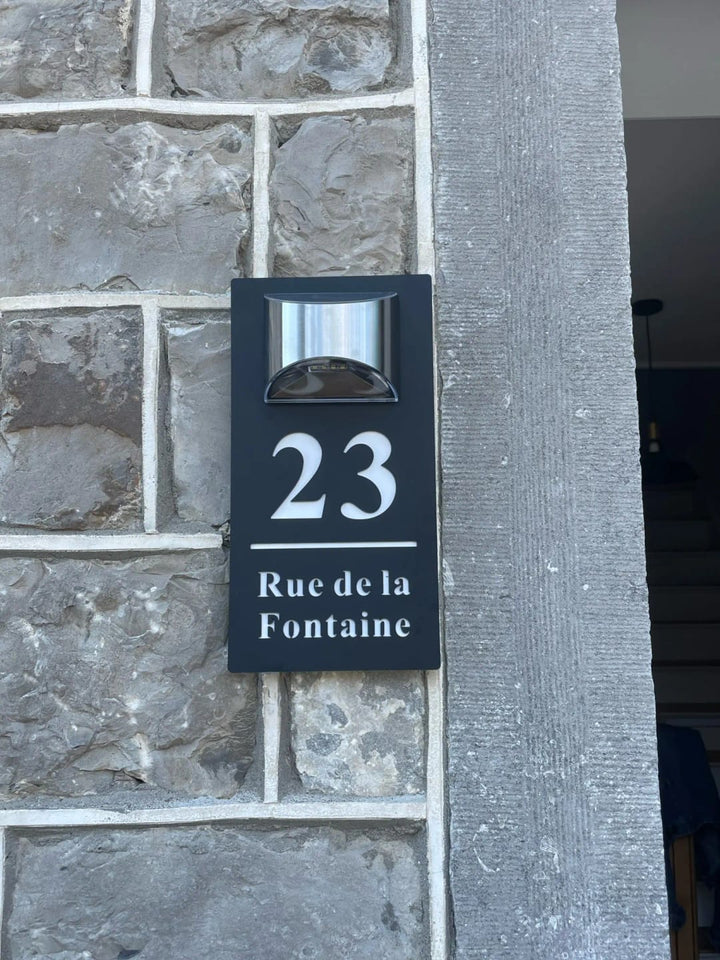 23
Rue de la
Fontaine